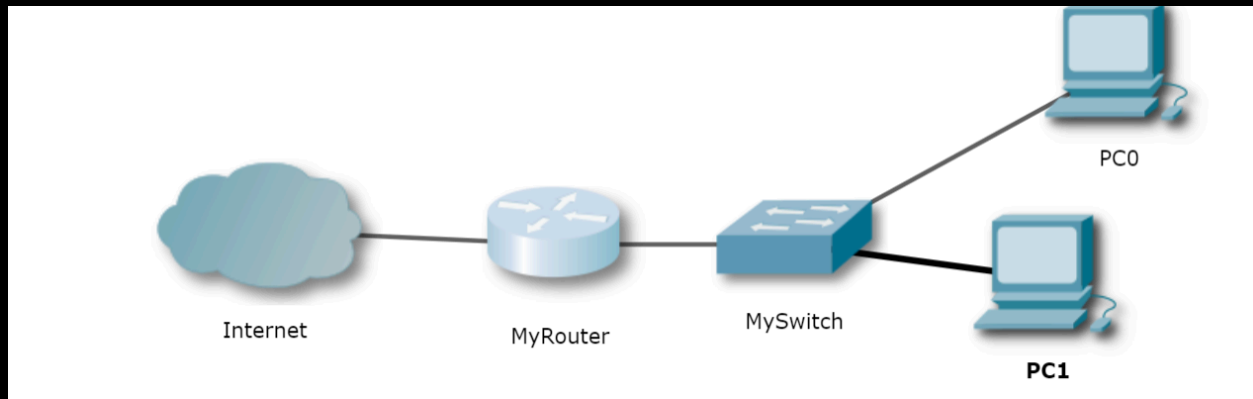 PC0
Internet
MyRouter
MySwitch
PC1